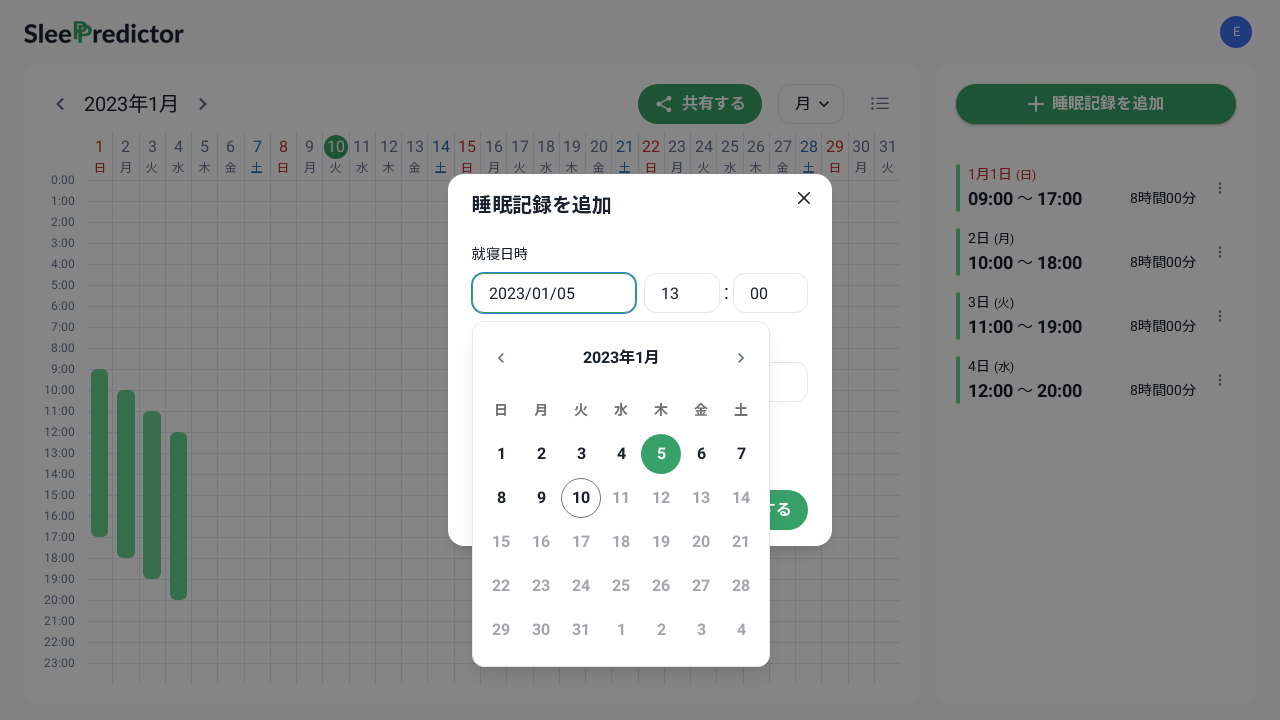 SleePredictor
E
2023年1月
共有する
月
睡眠記録を追加
1 2 3 4 5 6 7 8 9 10 11 12 13 14 15 16 17 18 19 20 21 22 23 24 25 26 27 28 29 30 31
日 月 火 水 木 金 土 日 月 火 水 木 金 土 日 月 火 水 木 金 土 日 月 火 水 木 金 土 日 月 火
0:00
1:00
2:00
3:00
4:00
5:00
6:00
7:00
8:00
9:00
10:00
11:00
12:00
13:00
14:00
15:00
16:00
17:00
18:00
19:00
20:00
21:00
22:00
23:00
睡眠記録を追加
就寝日時
2023/01/05
13 : 00
2023年1月
日 月 火 水 木 金 土
1 2 3 4 5 6 7
8 9 10 11 12 13 14
15 16 17 18 19 20 21
22 23 24 25 26 27 28
29 30 31 1 2 3 4
する
1月1日 (日)
09:00 〜 17:00 8時間00分
2日 (月)
10:00 〜 18:00 8時間00分
3日 (火)
11:00 〜 19:00 8時間00分
4日 (水)
12:00 〜 20:00 8時間00分